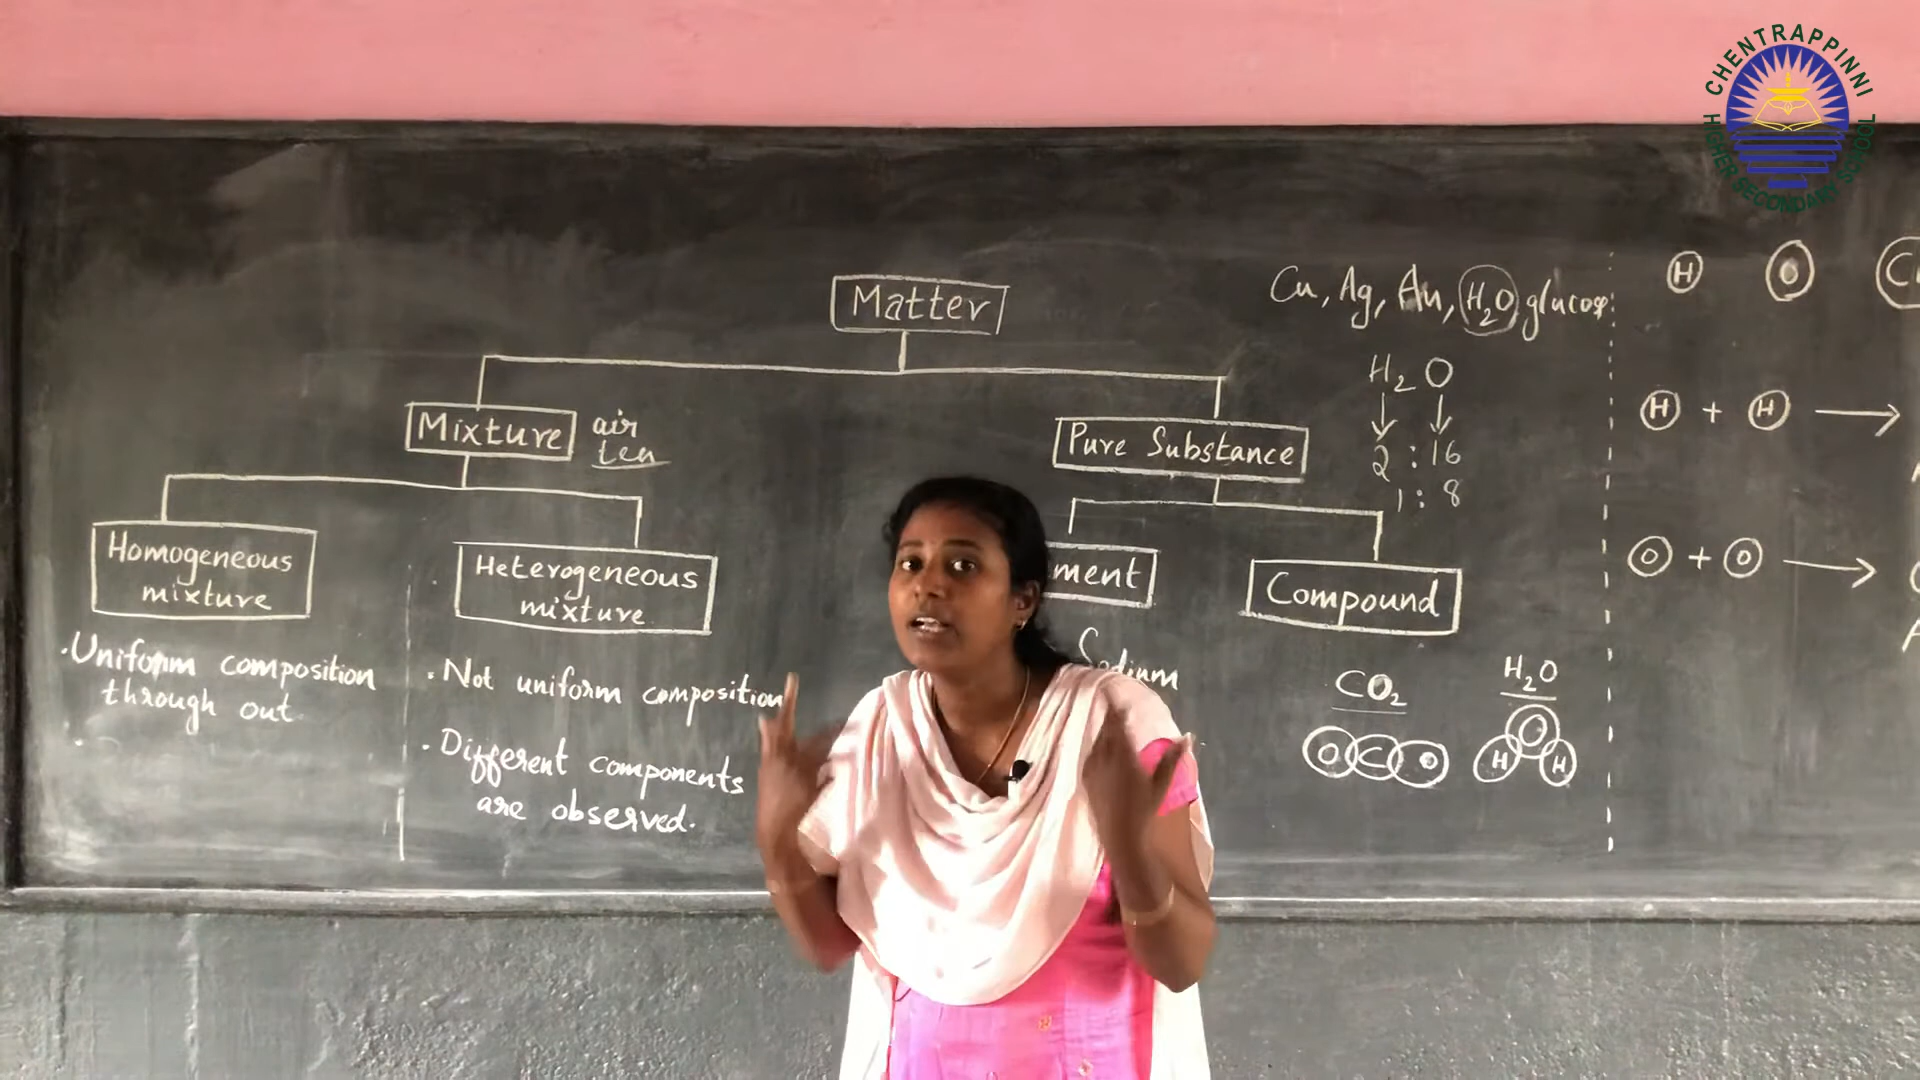 CHENTRAPPINNI
HIGHER SECONDARY SCHOOL
Matter
Mixture
air
tea
Homogeneous
mixture
Uniform composition
through out
Heterogeneous
mixture
Not uniform composition
Different components
are observed.
Pure Substance
ment
Sodium
Compound
CO₂
O C O
H₂O
O
H H
Cu, Ag, Au, H₂O glucose
H₂ O
2 : 16
1 : 8
H O
H + H →
O + O →